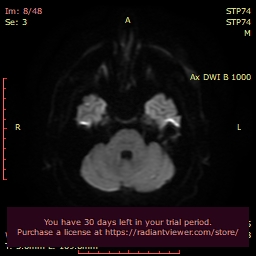 Im: 8/48
Se: 3
A
STP74
STP74
M
Ax DWI B 1000
R
L
You have 30 days left in your trial period.
Purchase a license at https://radiantviewer.com/store/